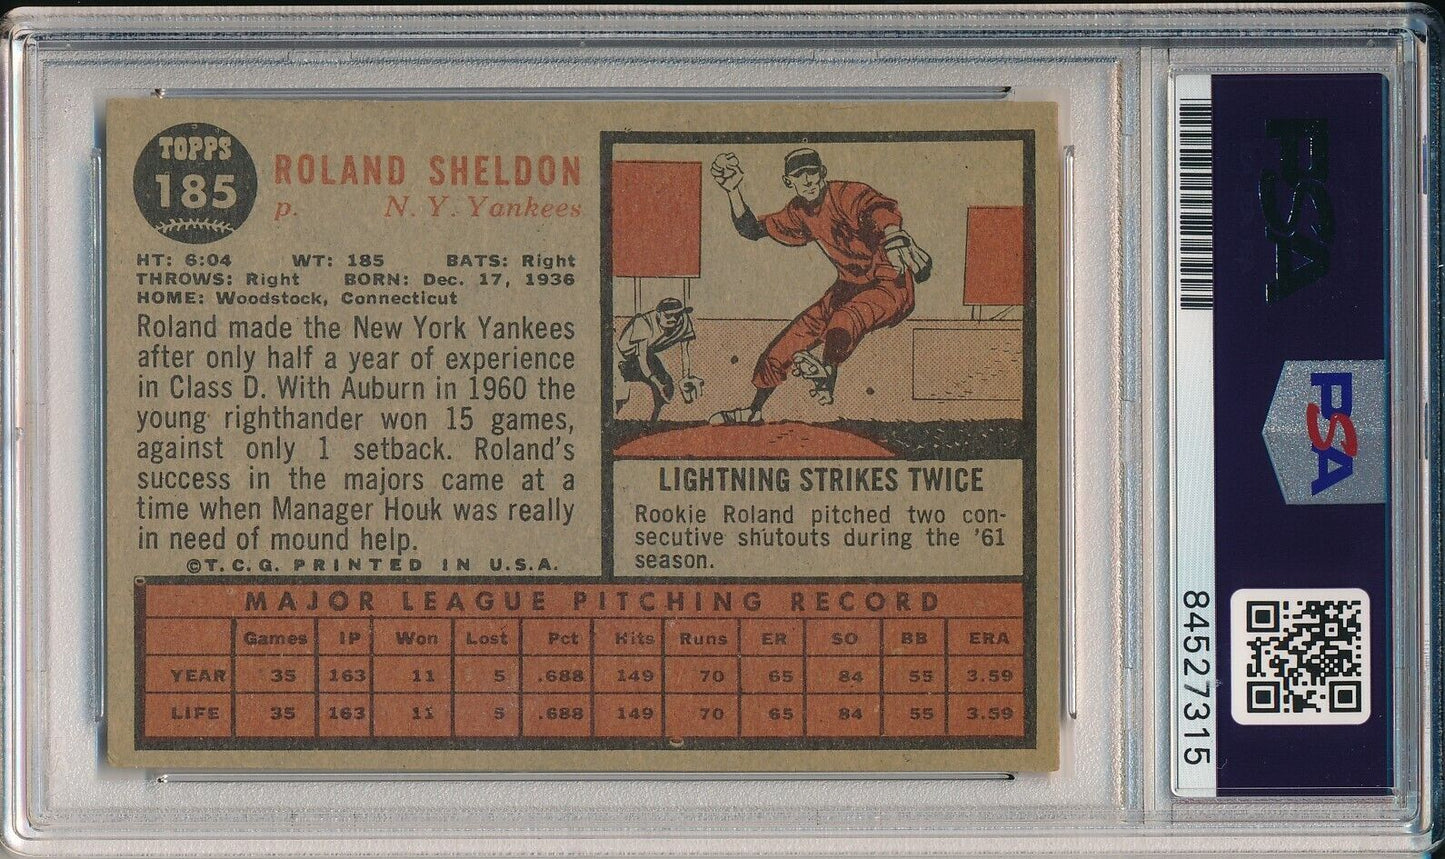 TOPPS
185
ROLAND SHELDON
p. N. Y. Yankees
HT: 6:04 WT: 185 BATS: Right
THROWS: Right BORN: Dec. 17, 1936
HOME: Woodstock, Connecticut
Roland made the New York Yankees
after only half a year of experience
in Class D. With Auburn in 1960 the
young righthander won 15 games,
against only 1 setback. Roland's
success in the majors came at a
time when Manager Houk was really
in need of mound help.
©T. C. G. PRINTED IN U.S.A.
LIGHTNING STRIKES TWICE
Rookie Roland pitched two con-
secutive shutouts during the '61
season.
MAJOR LEAGUE PITCHING RECORD
Games IP Won Lost Pct Hits Runs ER SO BB ERA
YEAR 35 163 11 5 .688 149 70 65 84 55 3.59
LIFE 35 163 11 5 .688 149 70 65 84 55 3.59
PSA
PSA
84527315